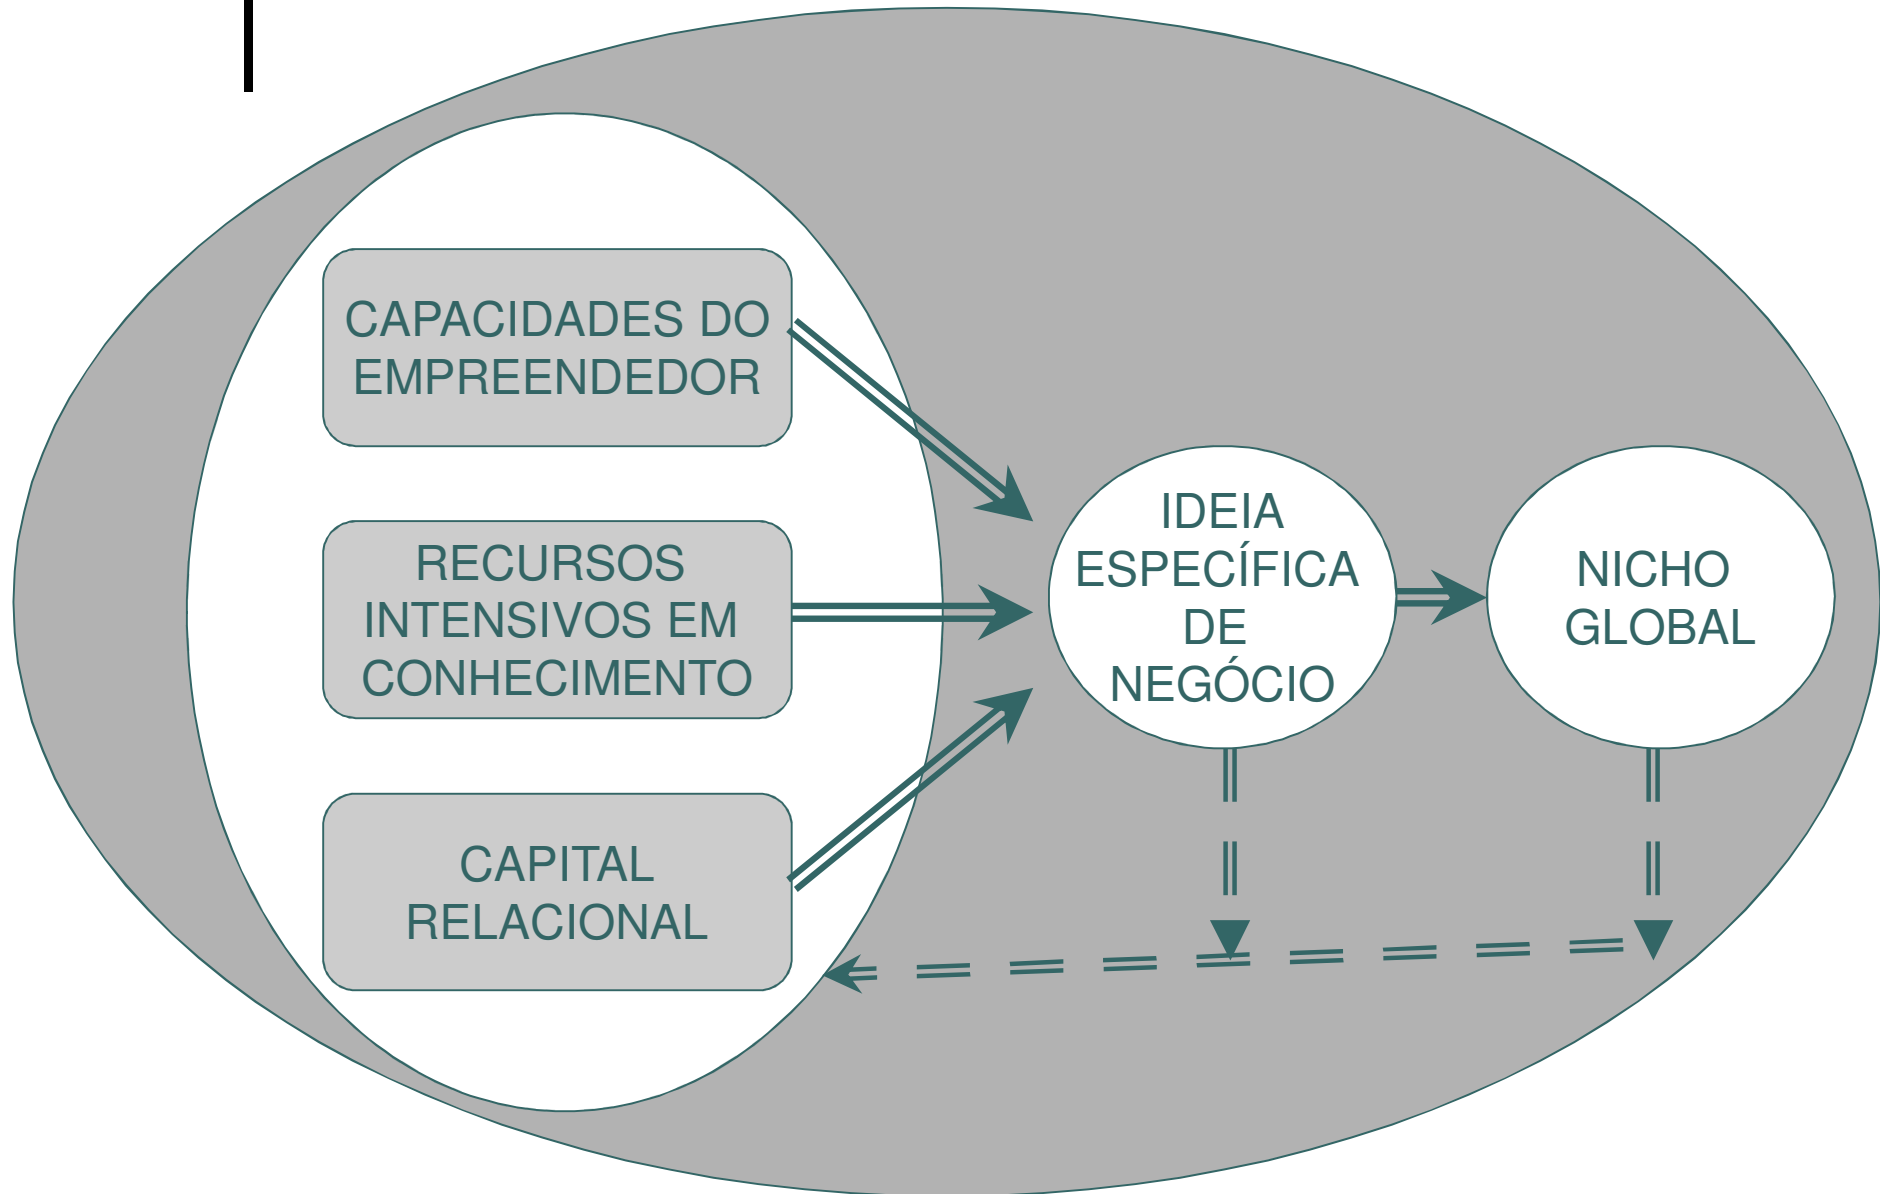 CAPACIDADES DO
EMPREENDEDOR
RECURSOS
INTENSIVOS EM
CONHECIMENTO
CAPITAL
RELACIONAL
IDEIA
ESPECÍFICA
DE
NEGÓCIO
NICHO
GLOBAL